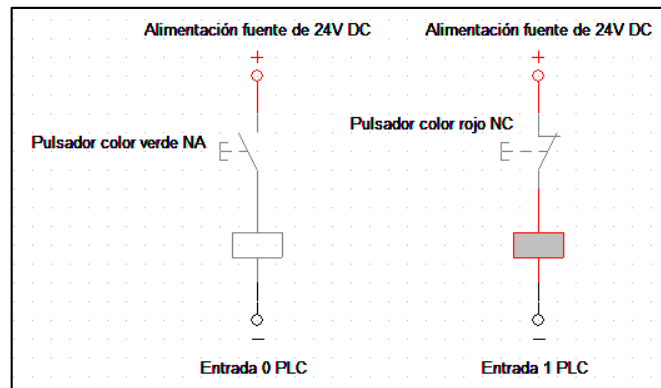 Alimentación fuente de 24V DC
Alimentación fuente de 24V DC
+
+
Pulsador color verde NA
Pulsador color rojo NC
−
−
Entrada 0 PLC
Entrada 1 PLC